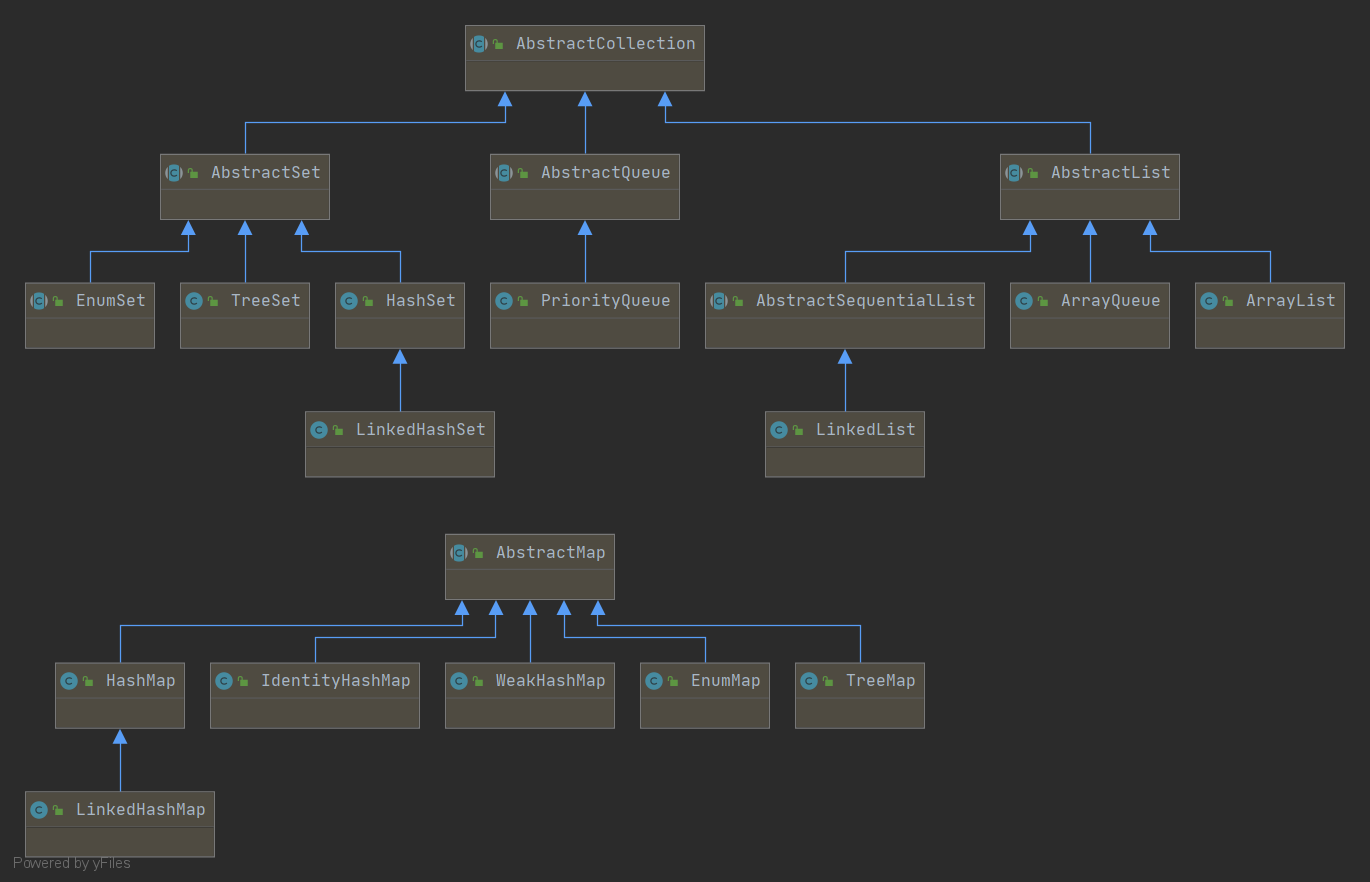 AbstractCollection
AbstractSet
AbstractQueue
AbstractList
EnumSet
TreeSet
HashSet
PriorityQueue
AbstractSequentialList
ArrayQueue
ArrayList
LinkedHashSet
LinkedList
AbstractMap
HashMap
IdentityHashMap
WeakHashMap
EnumMap
TreeMap
LinkedHashMap
Powered by yFiles